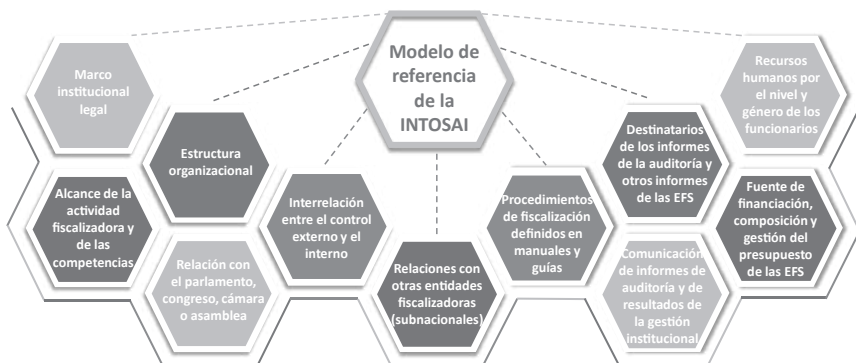 Modelo de
referencia
de la
INTOSAI
Marco
institucional
legal
Estructura
organizacional
Alcance de la
actividad
fiscalizadora y
de las
competencias
Relación con
el parlamento,
congreso, cámara
o asamblea
Interrelación
entre el control
externo y el
interno
Relaciones con
otras entidades
fiscalizadoras
(subnacionales)
Procedimientos
de fiscalización
definidos en
manuales y
guías
Destinatarios
de los informes
de la auditoría y
otros informes
de las EFS
Comunicación
de informes de
auditoría y de
resultados de
la gestión
institucional
Recursos
humanos por
el nivel y
género de los
funcionarios
Fuente de
financiación,
composición y
gestión del
presupuesto
de las EFS